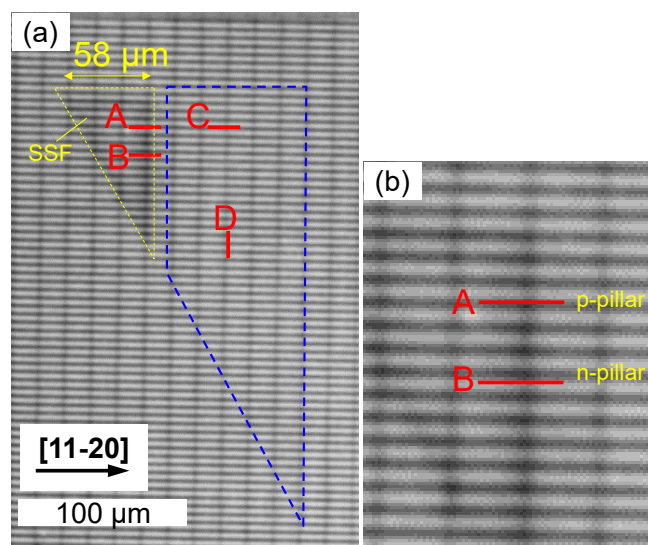 (a)
58 µm
A
C
SSF
B
D
[11-20]
100 µm
(b)
A
p-pillar
B
n-pillar